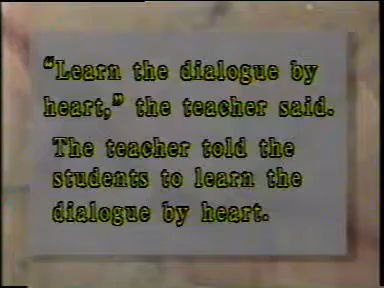 “Learn the dialogue by
heart,” the teacher said.
The teacher told the
students to learn the
dialogue by heart.